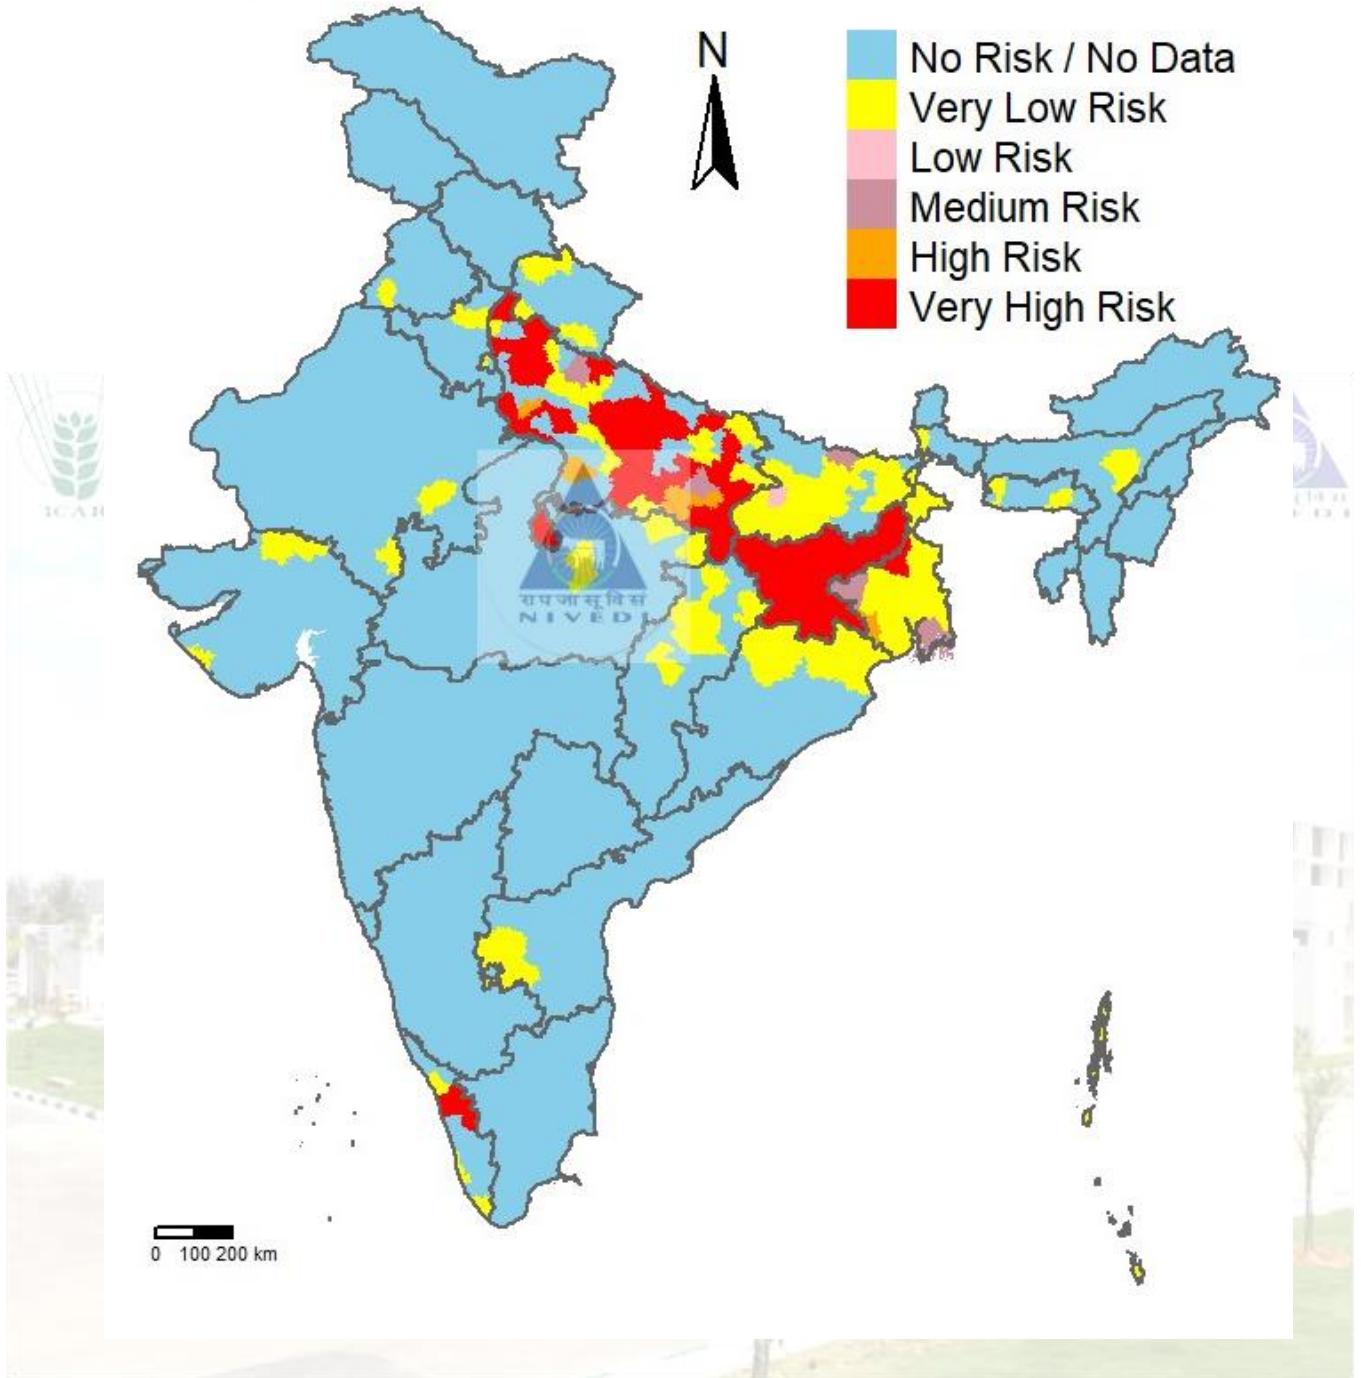 N
No Risk / No Data
Very Low Risk
Low Risk
Medium Risk
High Risk
Very High Risk
राप जा सू वि सं
NIVEDI
0 100 200 km